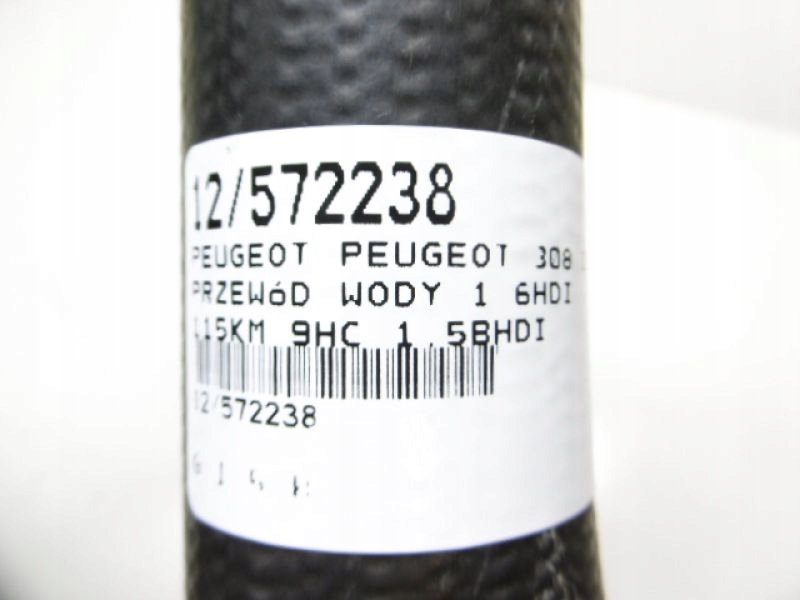 12/572238
PEUGEOT PEUGEOT 308
PRZEWóD WODY 1 6HDI
115KM 9HC 1.5BHDI
12/572238